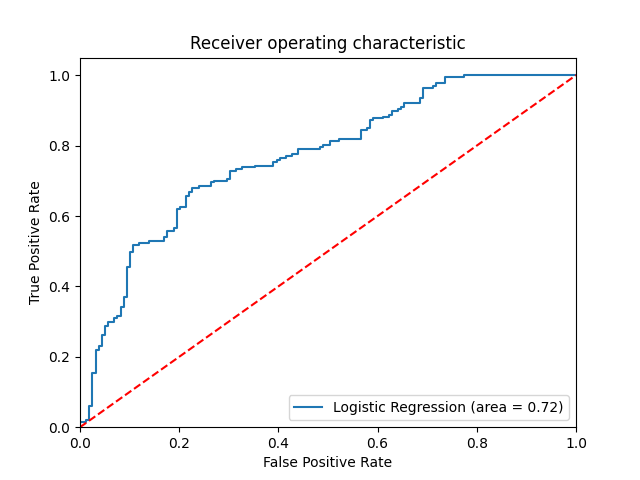 Receiver operating characteristic
1.0
0.8
0.6
0.4
0.2
0.0
True Positive Rate
Logistic Regression (area = 0.72)
0.0 0.2 0.4 0.6 0.8 1.0
False Positive Rate